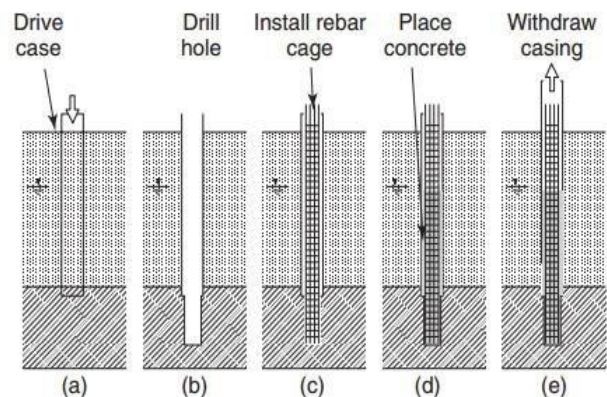 Drive
case
Drill
hole
Install rebar
cage
Place
concrete
Withdraw
casing
(a)
(b)
(c)
(d)
(e)